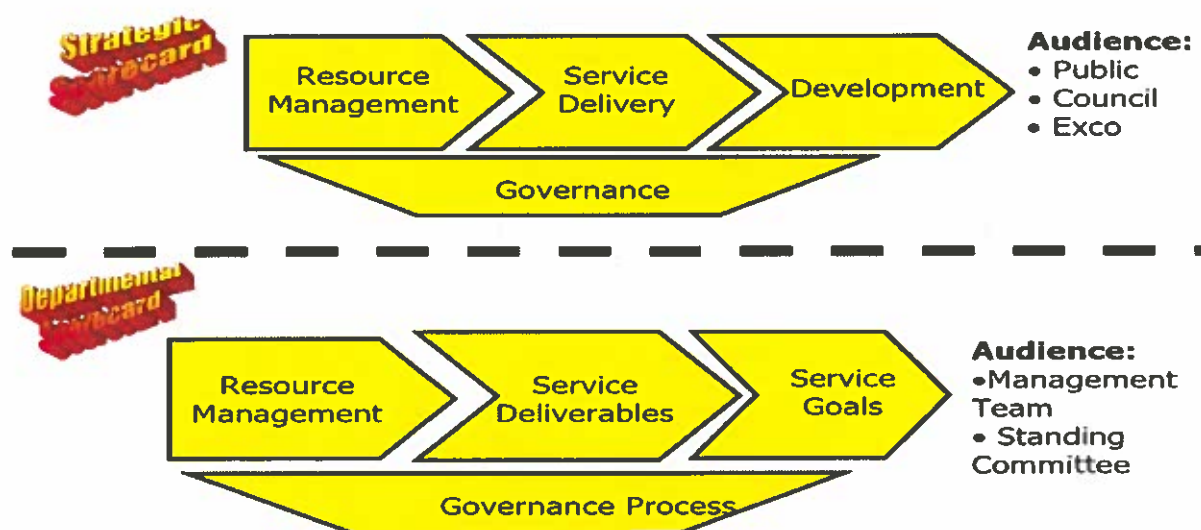 Strategic
Scorecard
Resource
Management
Service
Delivery
Development
Governance
Audience:
• Public
• Council
• Exco
Departmental
Resource
Management
Service
Deliverables
Service
Goals
Governance Process
Audience:
•Management
Team
• Standing
Committee